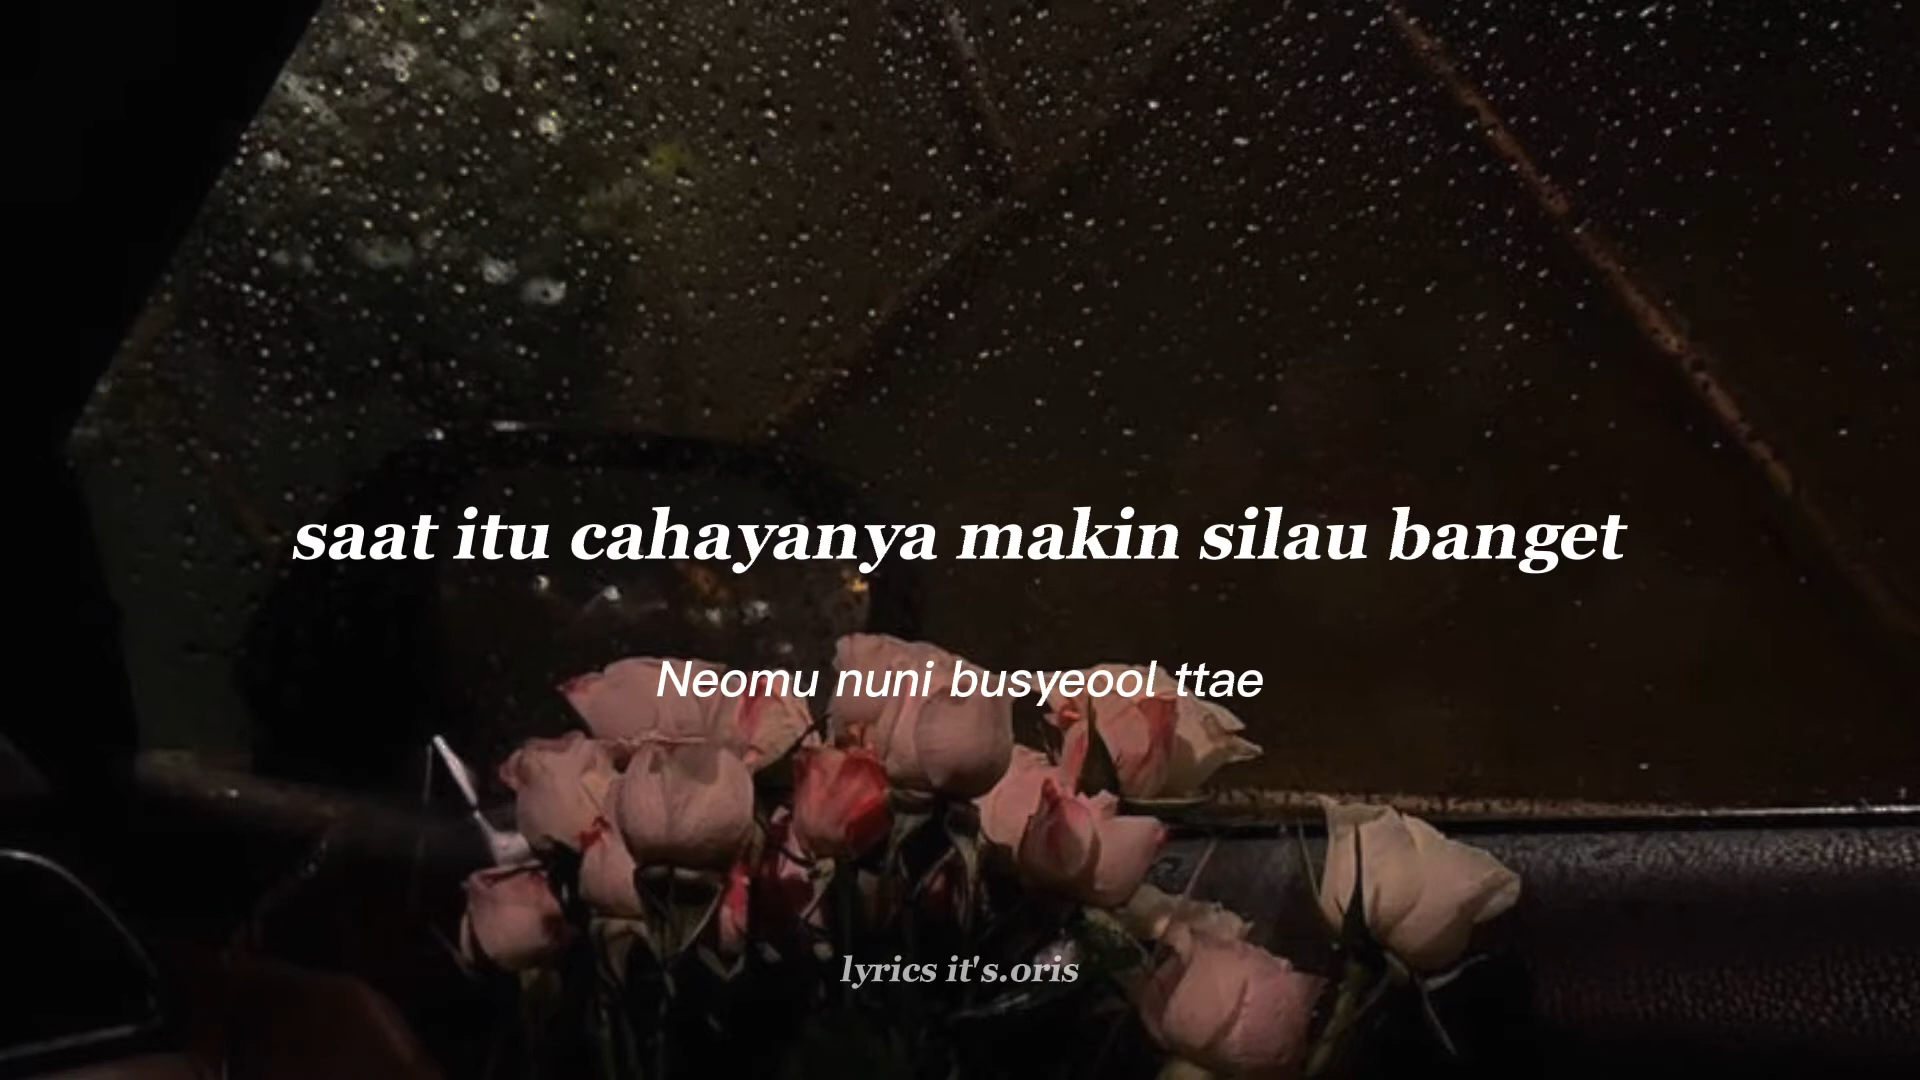 saat itu cahayanya makin silau banget
Neomu nuni busyeool ttae
lyrics it's.oris